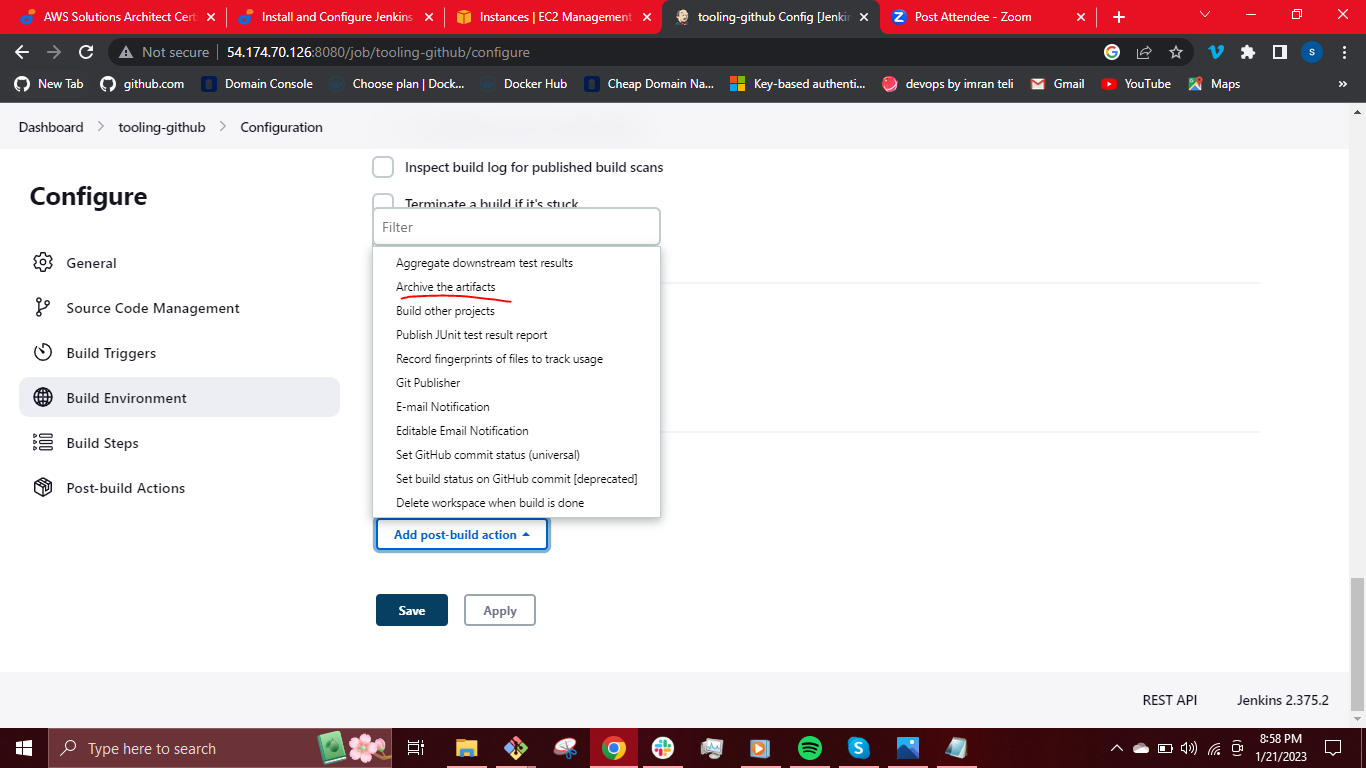 AWS Solutions Architect Cert
Install and Configure Jenkins
Instances | EC2 Management
tooling-github Config [Jenki
Post Attendee - Zoom
Not secure
54.174.70.126:8080/job/tooling-github/configure
S
New Tab
github.com
Domain Console
Choose plan | Dock...
Docker Hub
Cheap Domain Na...
Key-based authenti...
devops by imran teli
Gmail
YouTube
Maps
»
Dashboard
tooling-github
Configuration
Configure
General
Source Code Management
Build Triggers
Build Environment
Build Steps
Post-build Actions
Inspect build log for published build scans
Terminate a build if it's stuck
Filter
Aggregate downstream test results
Archive the artifacts
Build other projects
Publish JUnit test result report
Record fingerprints of files to track usage
Git Publisher
E-mail Notification
Editable Email Notification
Set GitHub commit status (universal)
Set build status on GitHub commit [deprecated]
Delete workspace when build is done
Add post-build action
Save
Apply
REST API
Jenkins 2.375.2
Type here to search
8:58 PM
1/21/2023